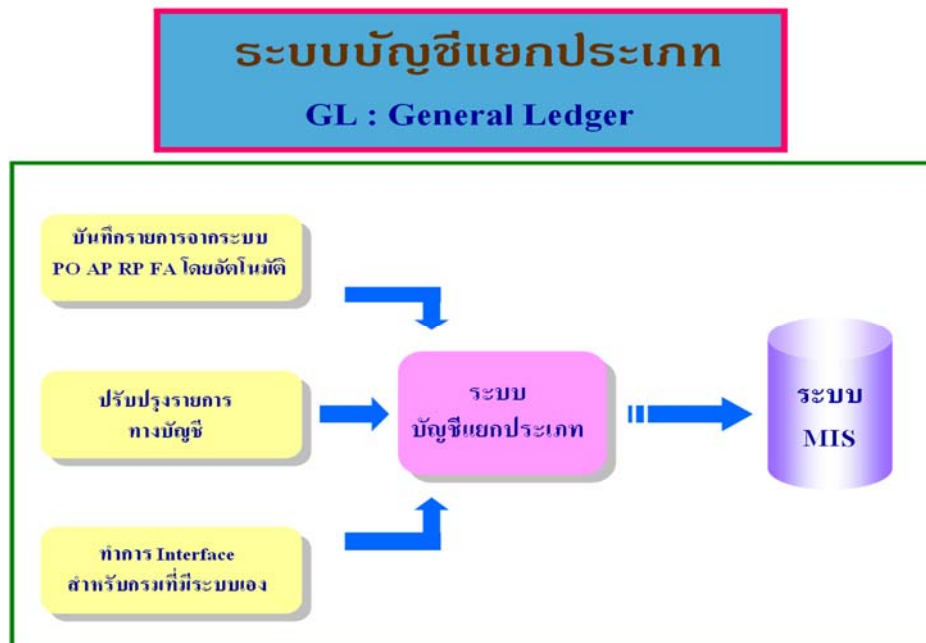 ระบบบัญชีแยกประเภท
GL : General Ledger
บันทึกรายการจากระบบ
PO AP RP FA โดยอัตโนมัติ
ปรับปรุงรายการ
ทางบัญชี
ทำการ Interface
สำหรับกรมที่มีระบบเอง
ระบบ
บัญชีแยกประเภท
ระบบ
MIS